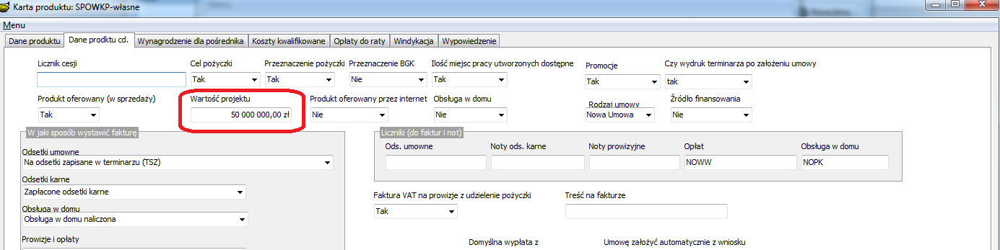 Karta produktu: SPOWKP-własne
Menu
Dane produktu Dane prodktu cd. Wynagrodzenie dla pośrednika Koszty kwalifikowane Opłaty do raty Windykacja Wypowiedzenie
Licznik cesji Cel pożyczki Przeznaczenie pożyczki Przeznaczenie BGK Ilość miejsc pracy utworzonych dostępne Promocje Czy wydruk terminarza po założeniu umowy
Tak Tak Nie Tak Tak tak
Produkt oferowany (w sprzedaży) Wartość projektu Produkt oferowany przez internet Obsługa w domu Rodzaj umowy Źródło finansowania
Tak 50 000 000,00 zł Nie Nie Nowa Umowa Nie
W jaki sposób wystawić fakturę
Odsetki umowne
Na odsetki zapisane w terminarzu (TSZ)
Odsetki karne
Zapłacone odsetki karne
Obsługa w domu
Obsługa w domu naliczona
Prowizje i opłaty
Liczniki (do faktur i not)
Ods. umowne Noty ods. karne Noty prowizyjne Opłat Obsługa w domu
NOWW NOPK
Faktura VAT na prowizje z udzielenie pożyczki Treść na fakturze
Tak
Domyślna wypłata z Umowę założyć automatycznie z wniosku